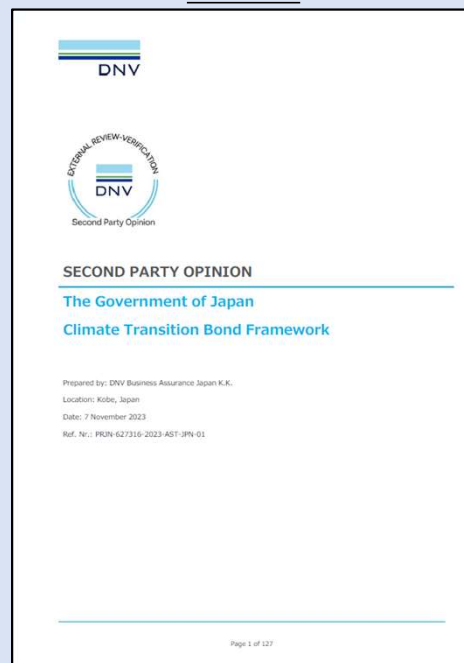 DNV
EXTERNAL REVIEW-VERIFICATION
DNV
Second Party Opinion
SECOND PARTY OPINION
The Government of Japan
Climate Transition Bond Framework
Prepared by: DNV Business Assurance Japan K.K.
Location: Kobe, Japan
Date: 7 November 2023
Ref. Nr.: PRJN-627316-2023-AST-JPN-01
Page 1 of 127